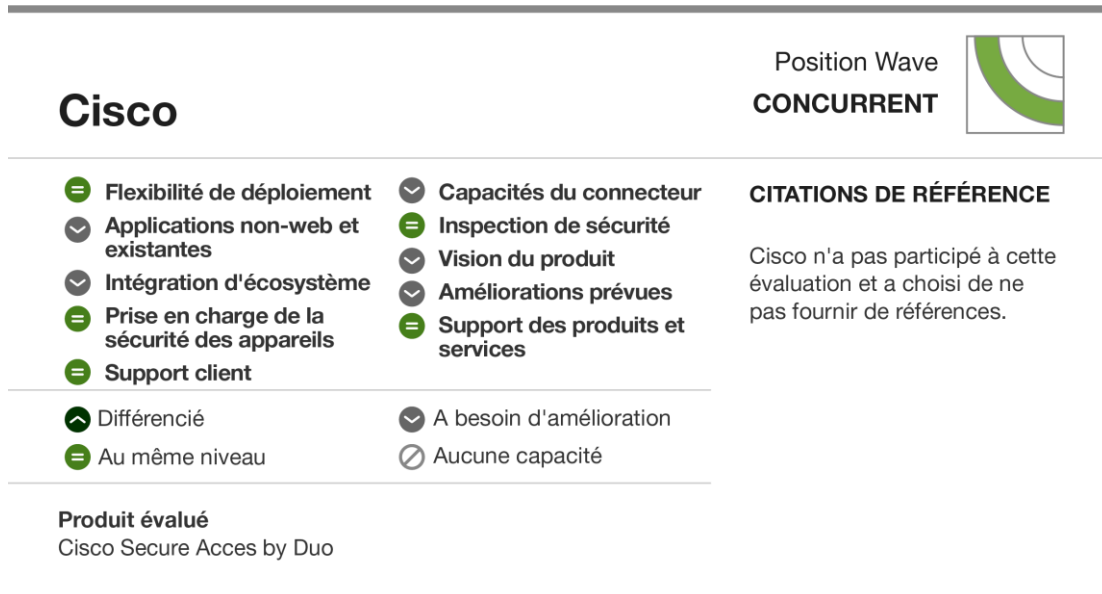 Cisco
Position Wave
CONCURRENT
Flexibilité de déploiement
Applications non-web et
existantes
Intégration d'écosystème
Prise en charge de la
sécurité des appareils
Support client
Capacités du connecteur
Inspection de sécurité
Vision du produit
Améliorations prévues
Support des produits et
services
CITATIONS DE RÉFÉRENCE
Cisco n'a pas participé à cette
évaluation et a choisi de ne
pas fournir de références.
Différencié
Au même niveau
A besoin d'amélioration
Aucune capacité
Produit évalué
Cisco Secure Acces by Duo